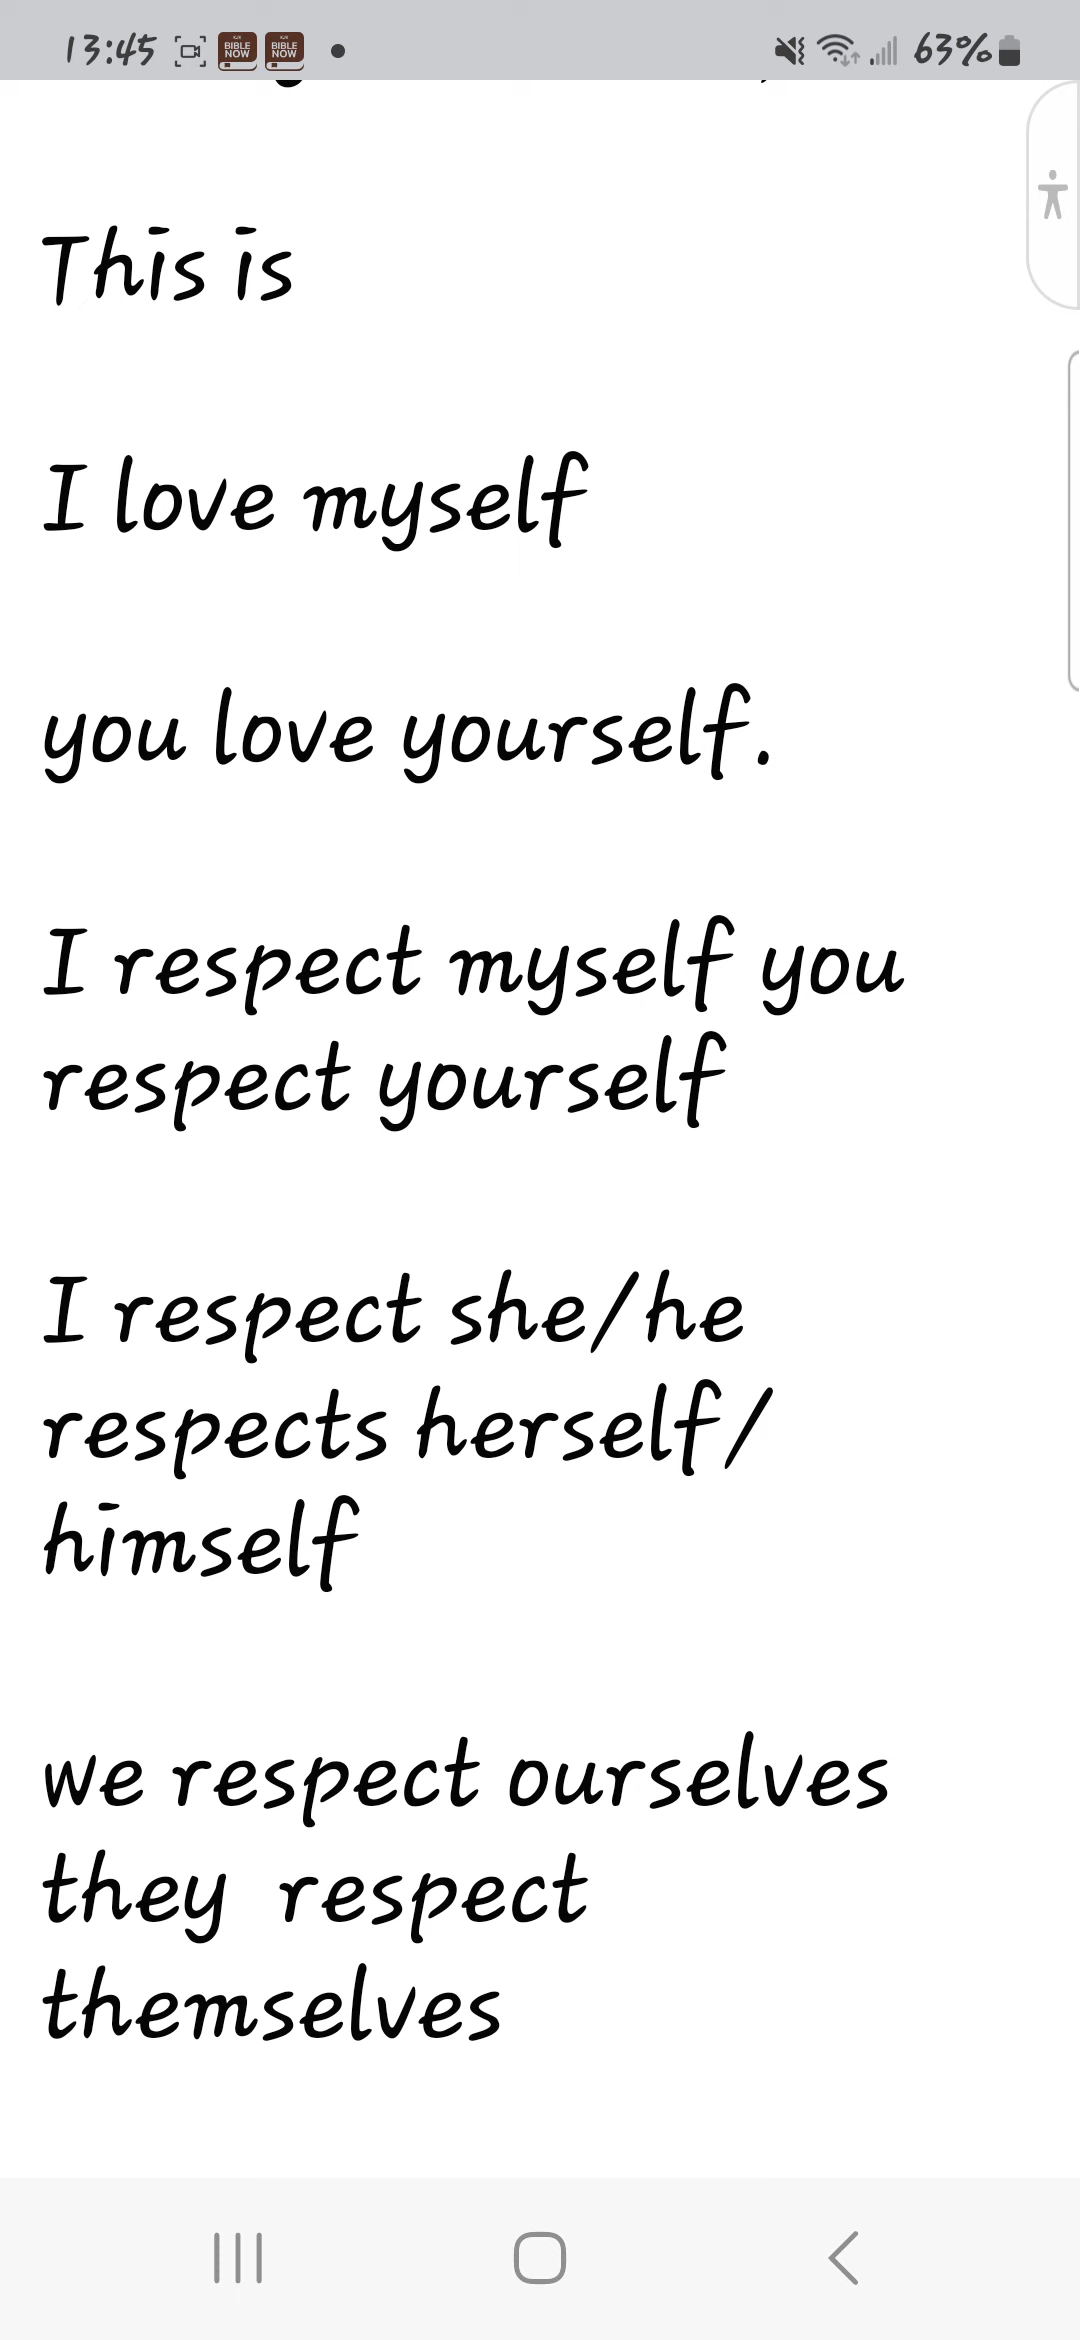 13:45 BIBLE NOW BIBLE NOW 63%
This is
I love myself
you love yourself.
I respect myself you
respect yourself
I respect she/he
respects herself/
himself
we respect ourselves
they respect
themselves